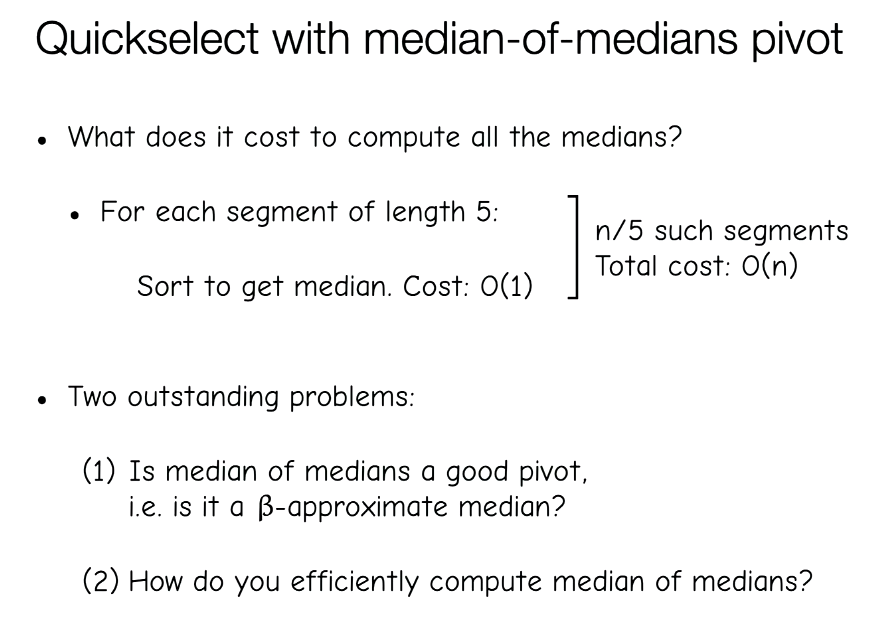 Quickselect with median-of-medians pivot
• What does it cost to compute all the medians?
• For each segment of length 5:
Sort to get median. Cost: O(1)
n/5 such segments
Total cost: O(n)
• Two outstanding problems:
(1) Is median of medians a good pivot,
i.e. is it a β-approximate median?
(2) How do you efficiently compute median of medians?